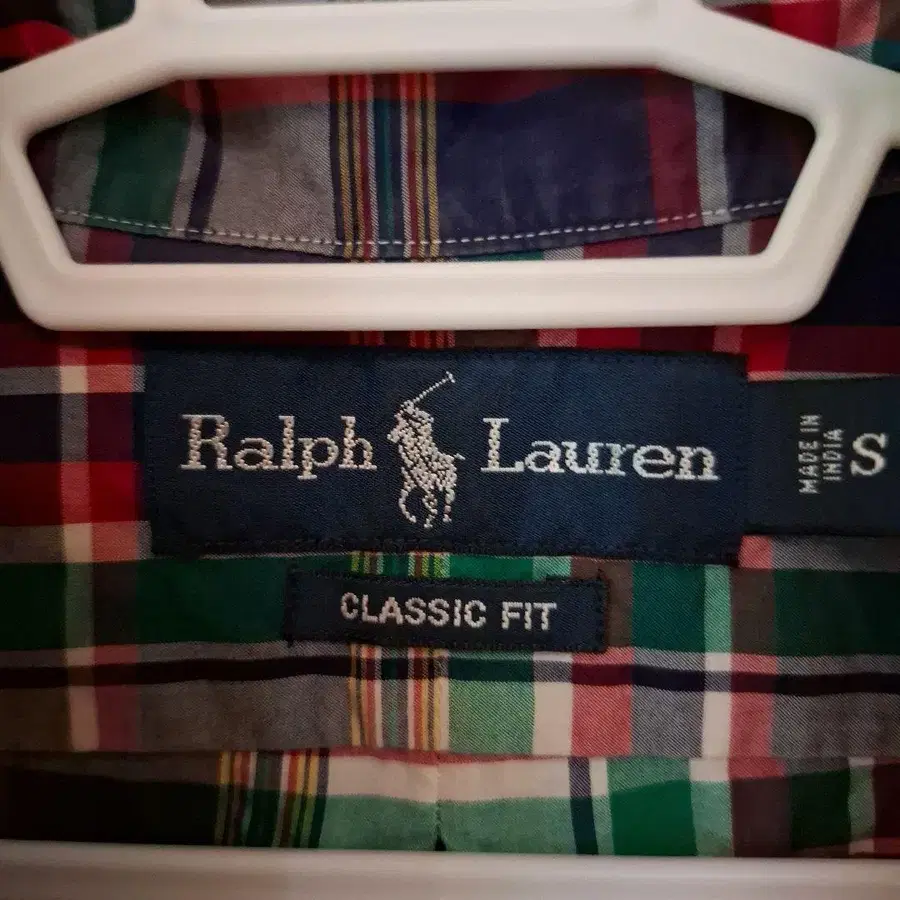 Ralph Lauren
MADE IN
INDIA
S
CLASSIC FIT